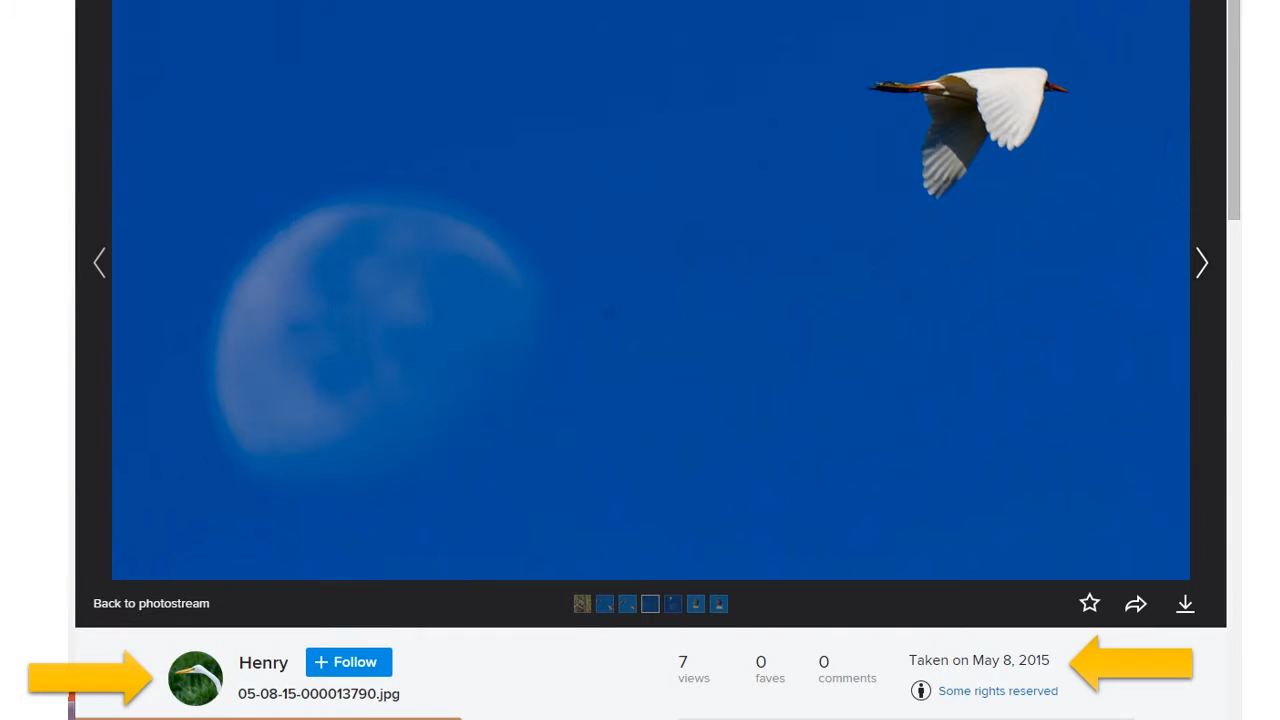 Back to photostream
Henry
+ Follow
05-08-15-000013790.jpg
7
views
0
faves
0
comments
Taken on May 8, 2015
Some rights reserved